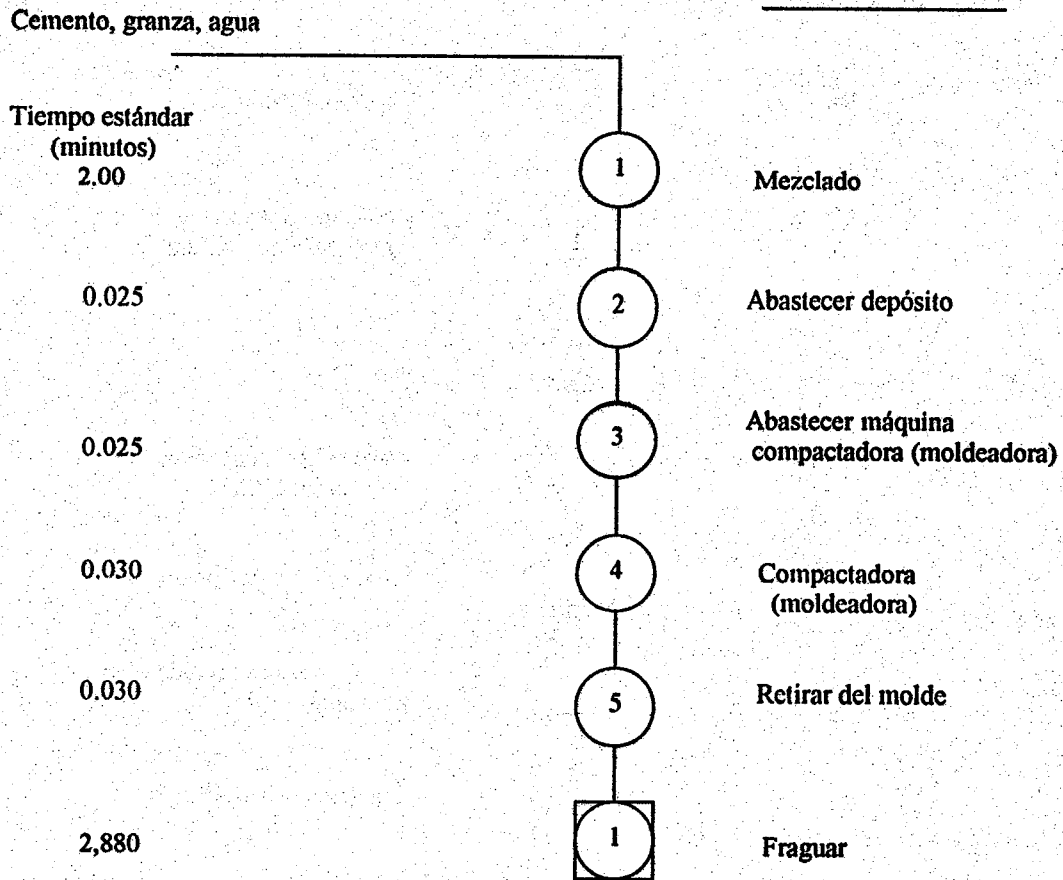 Cemento, granza, agua
Tiempo estándar
(minutos)
2.00
1
Mezclado
0.025
2
Abastecer depósito
0.025
3
Abastecer máquina
compactadora (moldeadora)
0.030
4
Compactadora
(moldeadora)
0.030
5
Retirar del molde
2,880
1
Fraguar